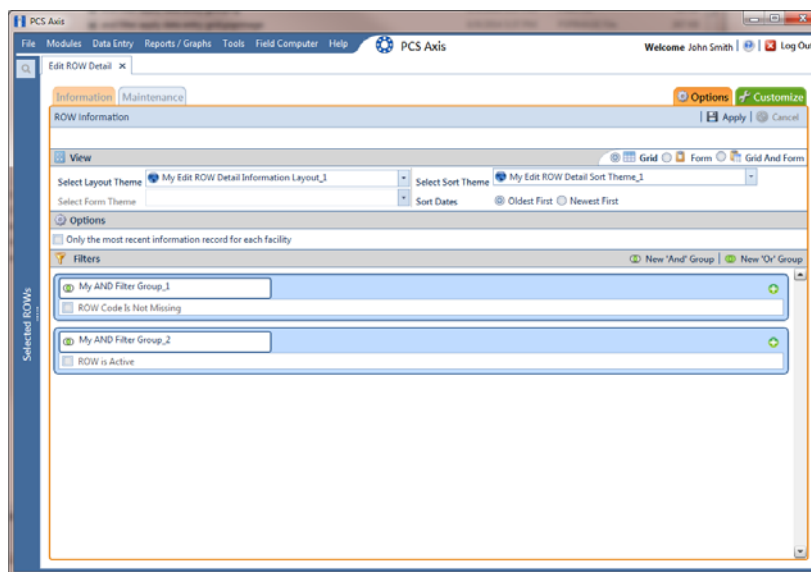 PCS Axis
File Modules Data Entry Reports / Graphs Tools Field Computer Help PCS Axis Welcome John Smith | Log Out
Edit ROW Detail
Information Maintenance Options Customize
ROW Information | Apply | Cancel
View Grid Form Grid And Form
Select Layout Theme My Edit ROW Detail Information Layout_1 Select Sort Theme My Edit ROW Detail Sort Theme_1
Select Form Theme Sort Dates Oldest First Newest First
Options
Only the most recent information record for each facility
Filters New 'And' Group | New 'Or' Group
My AND Filter Group_1
ROW Code Is Not Missing
My AND Filter Group_2
ROW is Active
Selected ROWs